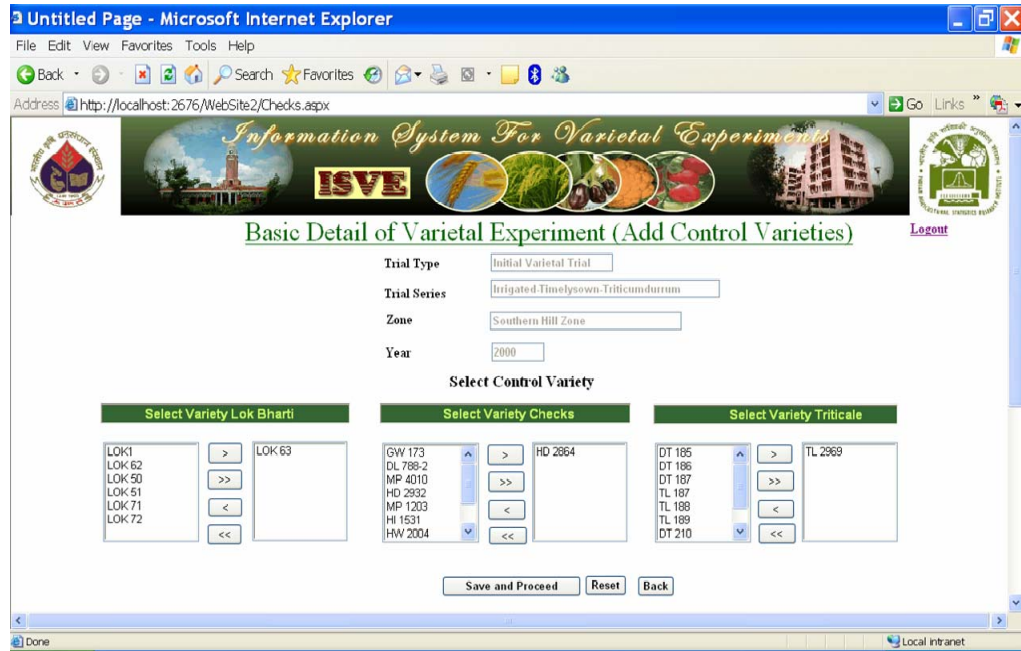 Untitled Page - Microsoft Internet Explorer
File Edit View Favorites Tools Help
Back Search Favorites
Address http://localhost:2676/WebSite2/Checks.aspx Go Links »
Information System For Varietal Experiments
ISVE
Basic Detail of Varietal Experiment (Add Control Varieties)
Logout
Trial Type Initial Varietal Trial
Trial Series Irrigated-Timelysown-Triticumdurrum
Zone Southern Hill Zone
Year 2000
Select Control Variety
Select Variety Lok Bharti
LOK1
LOK 62
LOK 50
LOK 51
LOK 71
LOK 72
>
>>
<
<<
LOK 63
Select Variety Checks
GW 173
DL 788-2
MP 4010
HD 2932
MP 1203
HI 1531
HW 2004
>
>>
<
<<
HD 2864
Select Variety Triticale
DT 185
DT 186
DT 187
TL 187
TL 188
TL 189
DT 210
>
>>
<
<<
TL 2969
Save and Proceed Reset Back
Done Local intranet